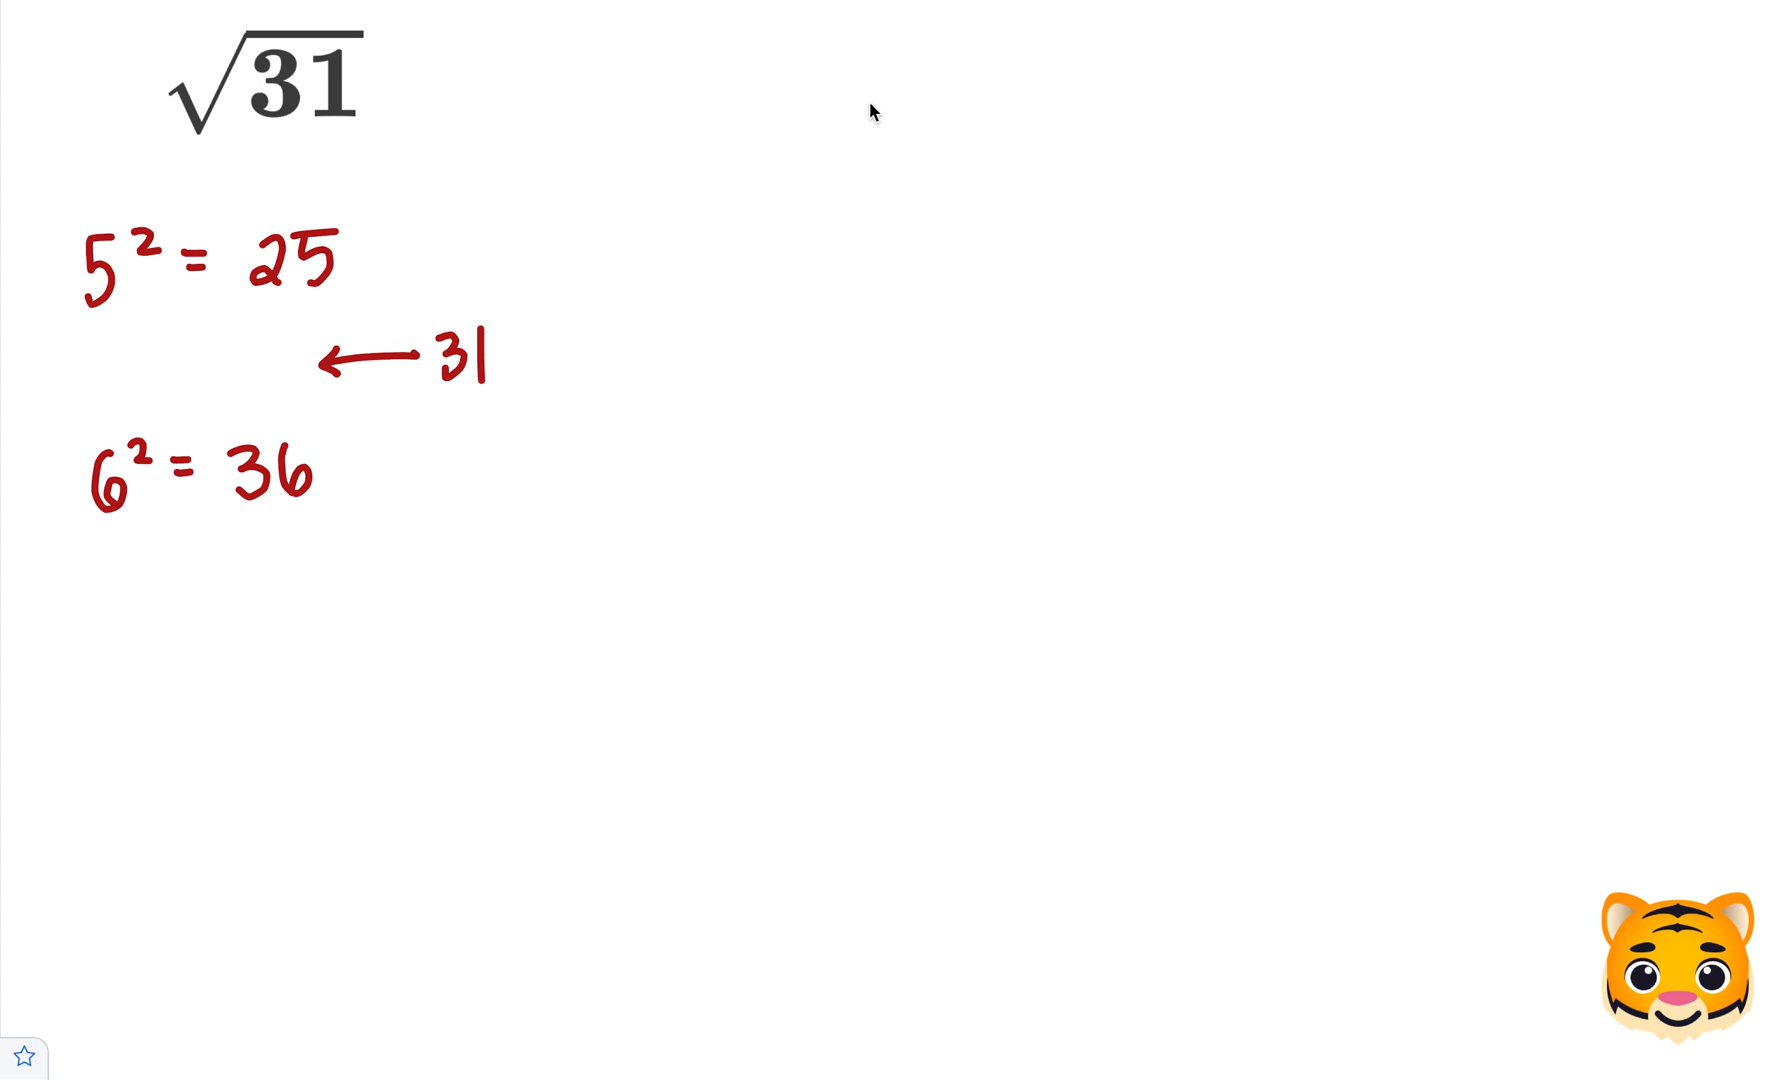 √31
5² = 25
← 31
6² = 36